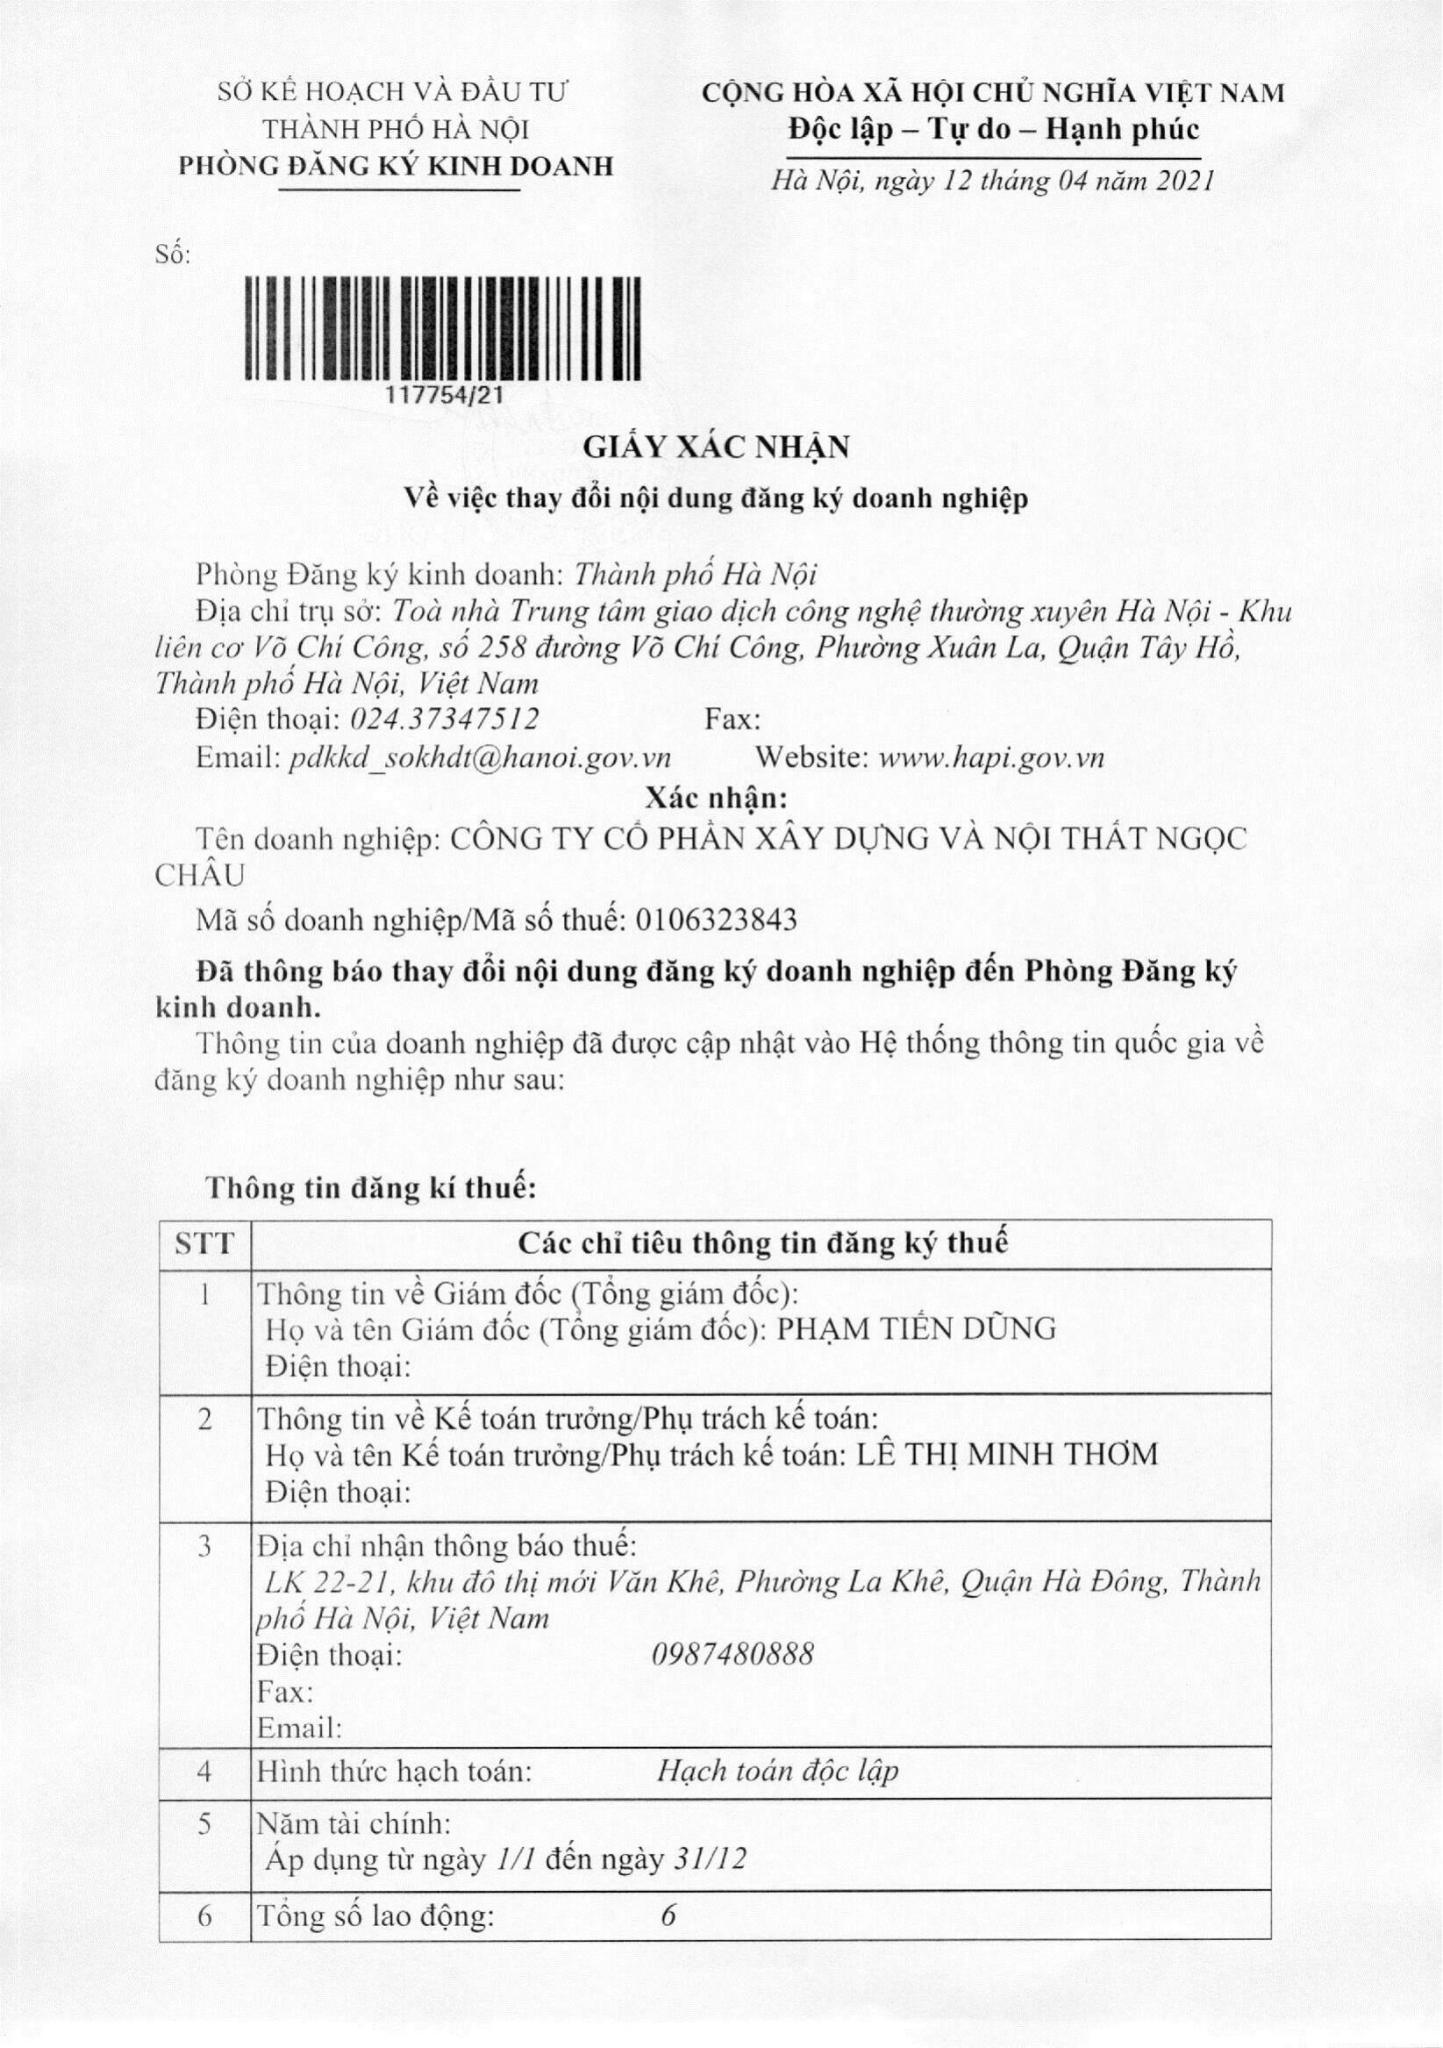 SỞ KẾ HOẠCH VÀ ĐẦU TƯ
THÀNH PHỐ HÀ NỘI
PHÒNG ĐĂNG KÝ KINH DOANH
CỘNG HÒA XÃ HỘI CHỦ NGHĨA VIỆT NAM
Độc lập – Tự do – Hạnh phúc
Hà Nội, ngày 12 tháng 04 năm 2021
Số:
117754/21
GIẤY XÁC NHẬN
Về việc thay đổi nội dung đăng ký doanh nghiệp
Phòng Đăng ký kinh doanh: Thành phố Hà Nội
Địa chỉ trụ sở: Toà nhà Trung tâm giao dịch công nghệ thường xuyên Hà Nội - Khu
liên cơ Võ Chí Công, số 258 đường Võ Chí Công, Phường Xuân La, Quận Tây Hồ,
Thành phố Hà Nội, Việt Nam
Điện thoại: 024.37347512 Fax:
Email: pdkkd_sokhdt@hanoi.gov.vn Website: www.hapi.gov.vn
Xác nhận:
Tên doanh nghiệp: CÔNG TY CỔ PHẦN XÂY DỰNG VÀ NỘI THẤT NGỌC
CHÂU
Mã số doanh nghiệp/Mã số thuế: 0106323843
Đã thông báo thay đổi nội dung đăng ký doanh nghiệp đến Phòng Đăng ký
kinh doanh.
Thông tin của doanh nghiệp đã được cập nhật vào Hệ thống thông tin quốc gia về
đăng ký doanh nghiệp như sau:
Thông tin đăng kí thuế:
STT Các chỉ tiêu thông tin đăng ký thuế
1 Thông tin về Giám đốc (Tổng giám đốc):
Họ và tên Giám đốc (Tổng giám đốc): PHẠM TIẾN DŨNG
Điện thoại:
2 Thông tin về Kế toán trưởng/Phụ trách kế toán:
Họ và tên Kế toán trưởng/Phụ trách kế toán: LÊ THỊ MINH THƠM
Điện thoại:
3 Địa chỉ nhận thông báo thuế:
LK 22-21, khu đô thị mới Văn Khê, Phường La Khê, Quận Hà Đông, Thành
phố Hà Nội, Việt Nam
Điện thoại: 0987480888
Fax:
Email:
4 Hình thức hạch toán: Hạch toán độc lập
5 Năm tài chính:
Áp dụng từ ngày 1/1 đến ngày 31/12
6 Tổng số lao động: 6